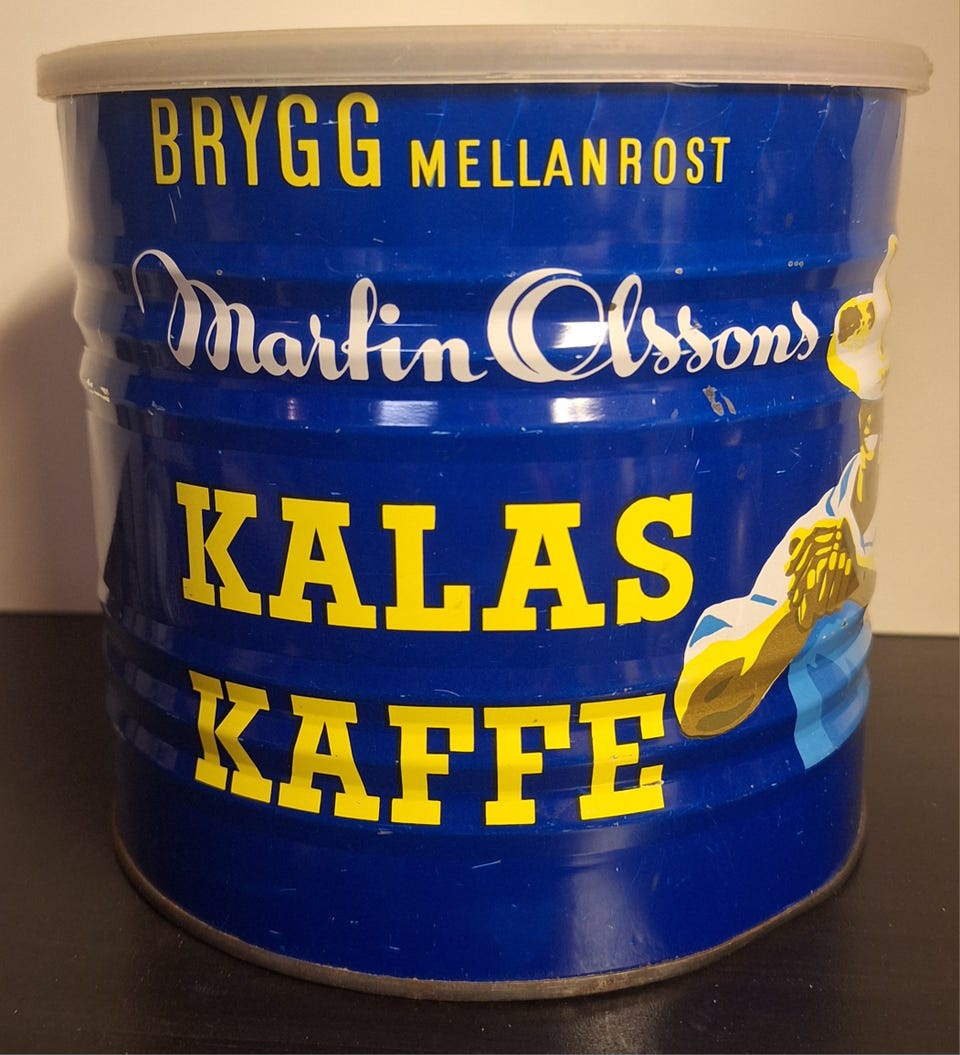 BRYGG MELLANROST
Martin Olssons
KALAS
KAFFE